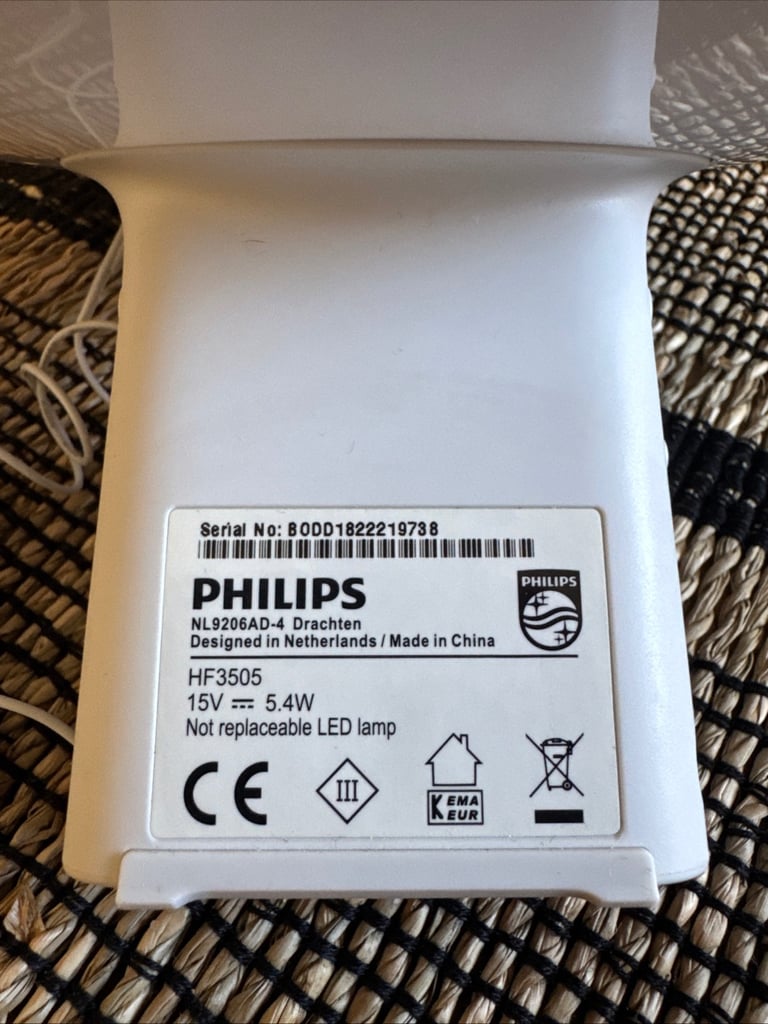 Serial No: BODD1822219738
PHILIPS
PHILIPS
NL9206AD-4 Drachten
Designed in Netherlands / Made in China
HF3505
15V ⎓ 5.4W
Not replaceable LED lamp
CE
III
KEMA
EUR